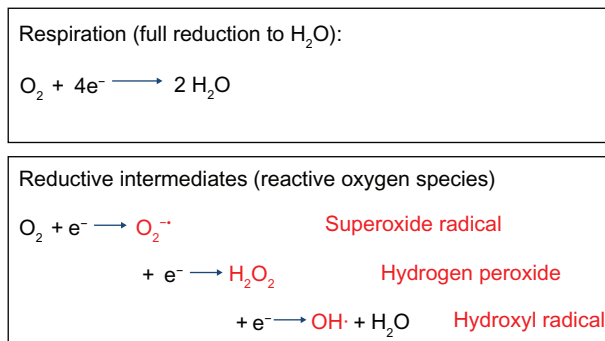 Respiration (full reduction to H₂O):
O₂ + 4e⁻ ⟶ 2 H₂O
Reductive intermediates (reactive oxygen species)
O₂ + e⁻ ⟶ O₂⁻• Superoxide radical
+ e⁻ ⟶ H₂O₂ Hydrogen peroxide
+ e⁻ ⟶ OH· + H₂O Hydroxyl radical